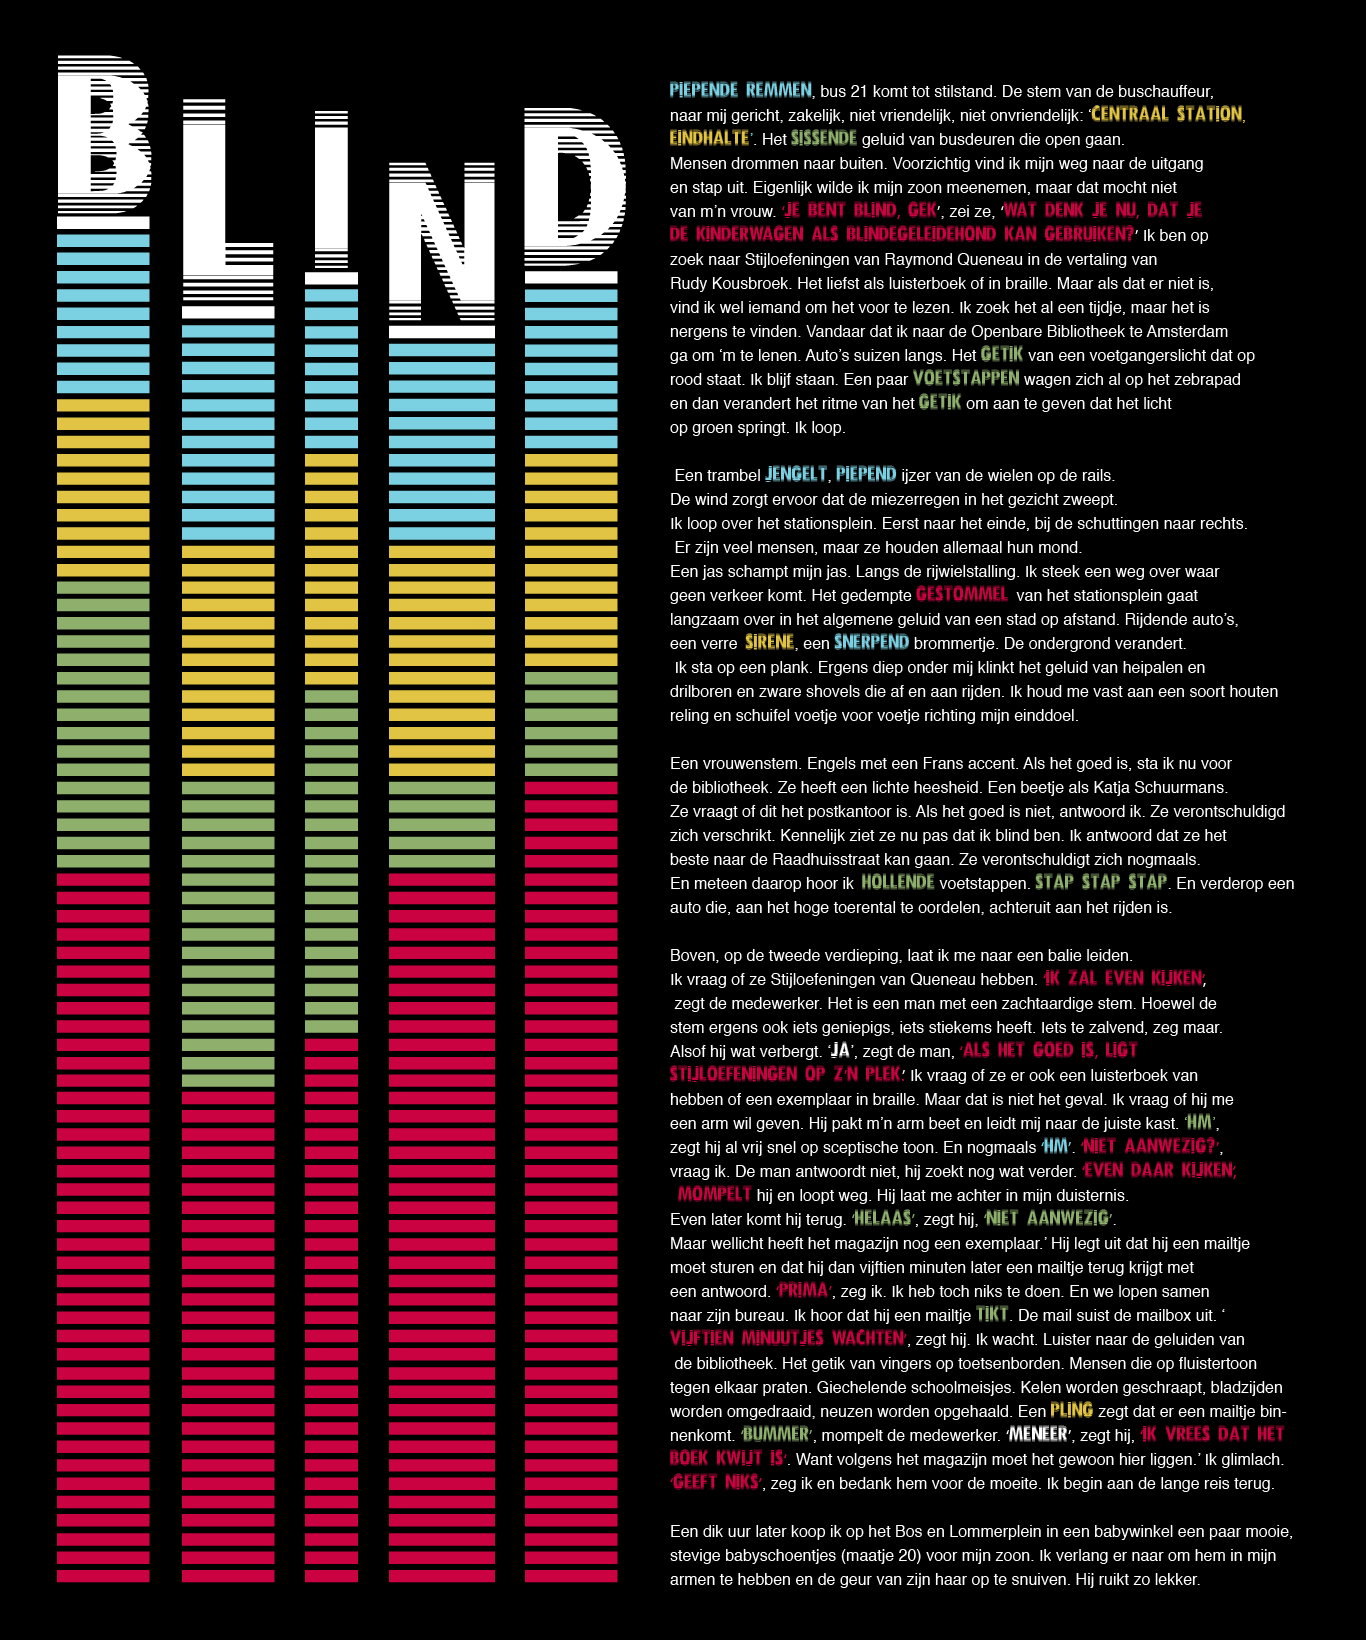 BLIND
PIEPENDE REMMEN, bus 21 komt tot stilstand. De stem van de buschauffeur,
naar mij gericht, zakelijk, niet vriendelijk, niet onvriendelijk: ‘CENTRAAL STATION,
EINDHALTE’. Het SISSENDE geluid van busdeuren die open gaan.
Mensen drommen naar buiten. Voorzichtig vind ik mijn weg naar de uitgang
en stap uit. Eigenlijk wilde ik mijn zoon meenemen, maar dat mocht niet
van m’n vrouw. ‘JE BENT BLIND, GEK’, zei ze, ‘WAT DENK JE NU, DAT JE
DE KINDERWAGEN ALS BLINDEGELEIDEHOND KAN GEBRUIKEN?’ Ik ben op
zoek naar Stijloefeningen van Raymond Queneau in de vertaling van
Rudy Kousbroek. Het liefst als luisterboek of in braille. Maar als dat er niet is,
vind ik wel iemand om het voor te lezen. Ik zoek het al een tijdje, maar het is
nergens te vinden. Vandaar dat ik naar de Openbare Bibliotheek te Amsterdam
ga om ‘m te lenen. Auto’s suizen langs. Het GETIK van een voetgangerslicht dat op
rood staat. Ik blijf staan. Een paar VOETSTAPPEN wagen zich al op het zebrapad
en dan verandert het ritme van het GETIK om aan te geven dat het licht
op groen springt. Ik loop.
Een trambel JENGELT, PIEPEND ijzer van de wielen op de rails.
De wind zorgt ervoor dat de miezerregen in het gezicht zweept.
Ik loop over het stationsplein. Eerst naar het einde, bij de schuttingen naar rechts.
Er zijn veel mensen, maar ze houden allemaal hun mond.
Een jas schampt mijn jas. Langs de rijwielstalling. Ik steek een weg over waar
geen verkeer komt. Het gedempte GESTOMMEL van het stationsplein gaat
langzaam over in het algemene geluid van een stad op afstand. Rijdende auto’s,
een verre SIRENE, een SNERPEND brommertje. De ondergrond verandert.
Ik sta op een plank. Ergens diep onder mij klinkt het geluid van heipalen en
drilboren en zware shovels die af en aan rijden. Ik houd me vast aan een soort houten
reling en schuifel voetje voor voetje richting mijn einddoel.
Een vrouwenstem. Engels met een Frans accent. Als het goed is, sta ik nu voor
de bibliotheek. Ze heeft een lichte heesheid. Een beetje als Katja Schuurmans.
Ze vraagt of dit het postkantoor is. Als het goed is niet, antwoord ik. Ze verontschuldigd
zich verschrikt. Kennelijk ziet ze nu pas dat ik blind ben. Ik antwoord dat ze het
beste naar de Raadhuisstraat kan gaan. Ze verontschuldigt zich nogmaals.
En meteen daarop hoor ik HOLLENDE voetstappen. STAP STAP STAP. En verderop een
auto die, aan het hoge toerental te oordelen, achteruit aan het rijden is.
Boven, op de tweede verdieping, laat ik me naar een balie leiden.
Ik vraag of ze Stijloefeningen van Queneau hebben. ‘IK ZAL EVEN KIJKEN’,
zegt de medewerker. Het is een man met een zachtaardige stem. Hoewel de
stem ergens ook iets geniepigs, iets stiekems heeft. Iets te zalvend, zeg maar.
Alsof hij wat verbergt. ‘JA’, zegt de man, ‘ALS HET GOED IS, LIGT
STIJLOEFENINGEN OP Z’N PLEK.’ Ik vraag of ze er ook een luisterboek van
hebben of een exemplaar in braille. Maar dat is niet het geval. Ik vraag of hij me
een arm wil geven. Hij pakt m’n arm beet en leidt mij naar de juiste kast. ‘HM’,
zegt hij al vrij snel op sceptische toon. En nogmaals ‘HM’. ‘NIET AANWEZIG?’,
vraag ik. De man antwoordt niet, hij zoekt nog wat verder. ‘EVEN DAAR KIJKEN’,
MOMPELT hij en loopt weg. Hij laat me achter in mijn duisternis.
Even later komt hij terug. ‘HELAAS’, zegt hij, ‘NIET AANWEZIG’.
Maar wellicht heeft het magazijn nog een exemplaar.’ Hij legt uit dat hij een mailtje
moet sturen en dat hij dan vijftien minuten later een mailtje terug krijgt met
een antwoord. ‘PRIMA’, zeg ik. Ik heb toch niks te doen. En we lopen samen
naar zijn bureau. Ik hoor dat hij een mailtje TIKT. De mail suist de mailbox uit. ‘
VIJFTIEN MINUUTJES WACHTEN’, zegt hij. Ik wacht. Luister naar de geluiden van
de bibliotheek. Het getik van vingers op toetsenborden. Mensen die op fluistertoon
tegen elkaar praten. Giechelende schoolmeisjes. Kelen worden geschraapt, bladzijden
worden omgedraaid, neuzen worden opgehaald. Een PLING zegt dat er een mailtje bin-
nenkomt. ‘BUMMER’, mompelt de medewerker. ‘MENEER’, zegt hij, ‘IK VREES DAT HET
BOEK KWIJT IS’. Want volgens het magazijn moet het gewoon hier liggen.’ Ik glimlach.
‘GEEFT NIKS’, zeg ik en bedank hem voor de moeite. Ik begin aan de lange reis terug.
Een dik uur later koop ik op het Bos en Lommerplein in een babywinkel een paar mooie,
stevige babyschoentjes (maatje 20) voor mijn zoon. Ik verlang er naar om hem in mijn
armen te hebben en de geur van zijn haar op te snuiven. Hij ruikt zo lekker.